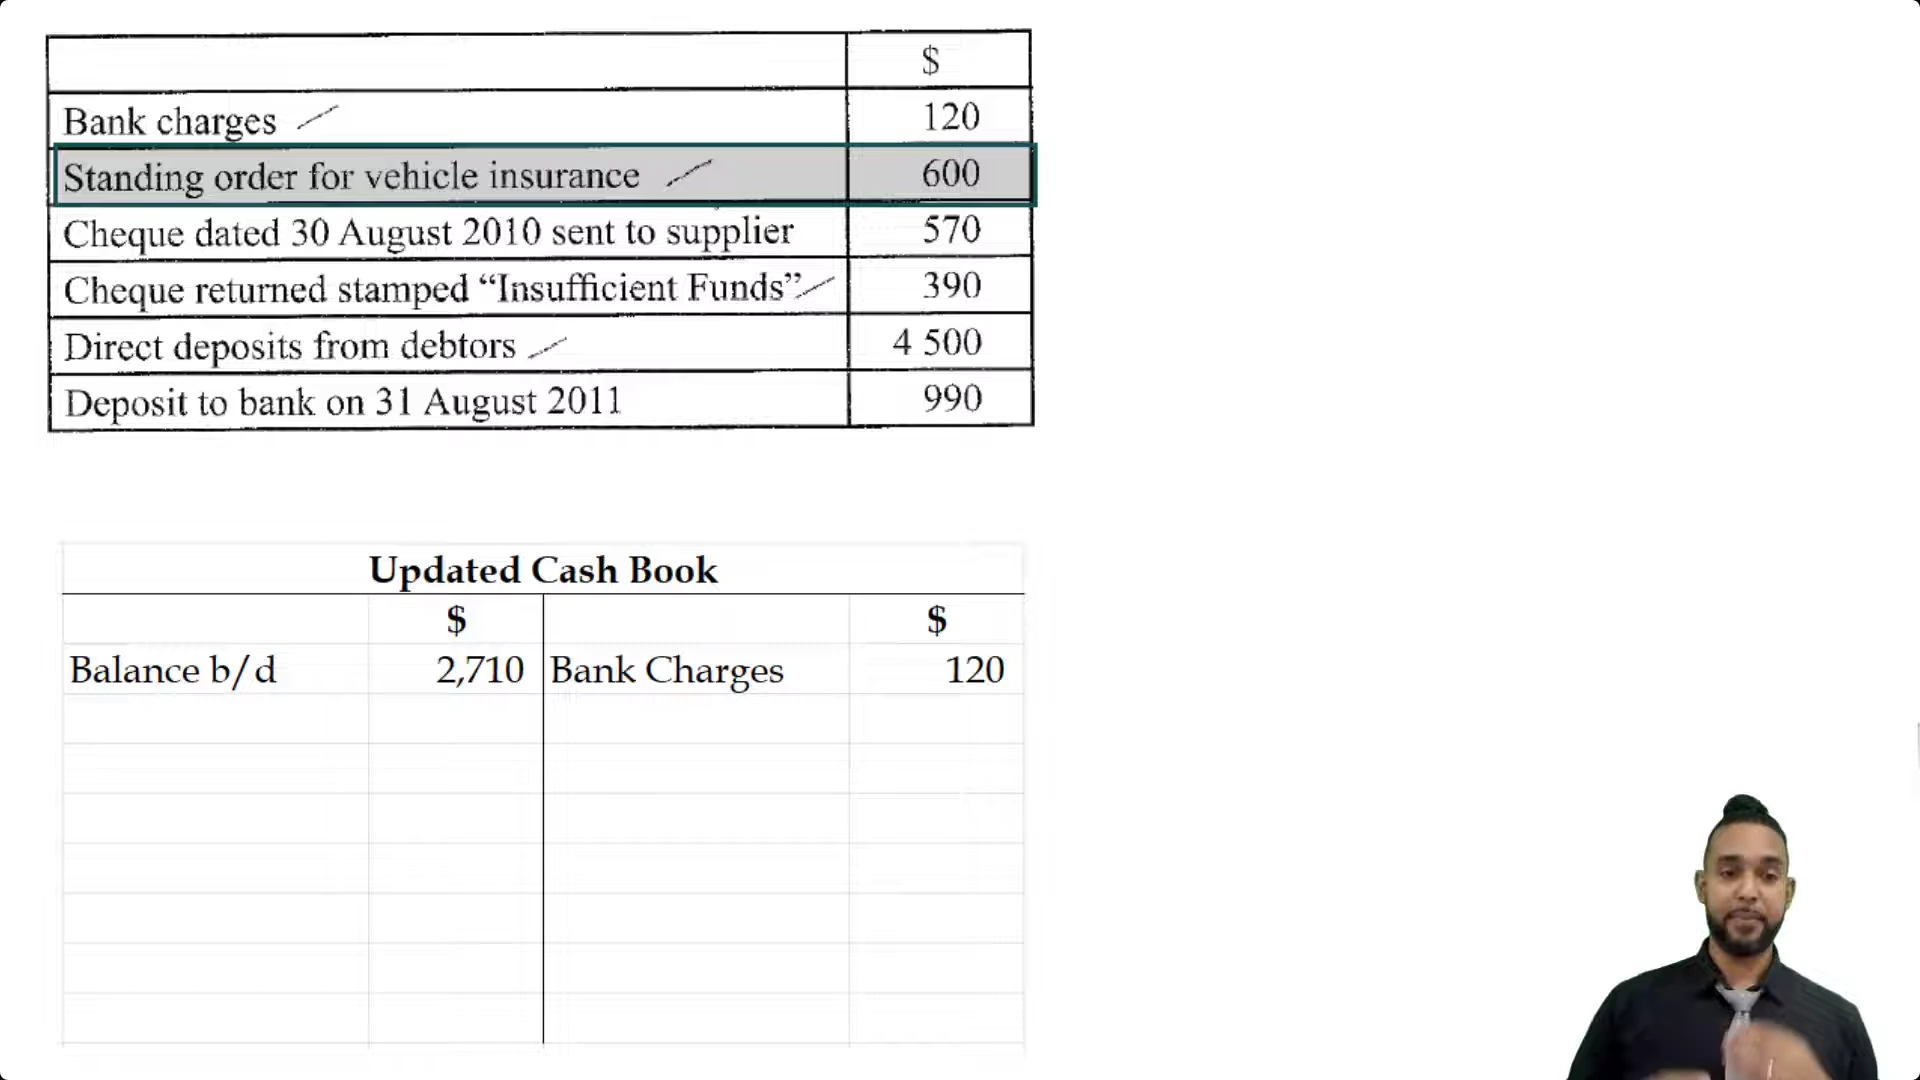 $
Bank charges 120
Standing order for vehicle insurance 600
Cheque dated 30 August 2010 sent to supplier 570
Cheque returned stamped “Insufficient Funds” 390
Direct deposits from debtors 4 500
Deposit to bank on 31 August 2011 990
Updated Cash Book
$ $
Balance b/d 2,710 Bank Charges 120